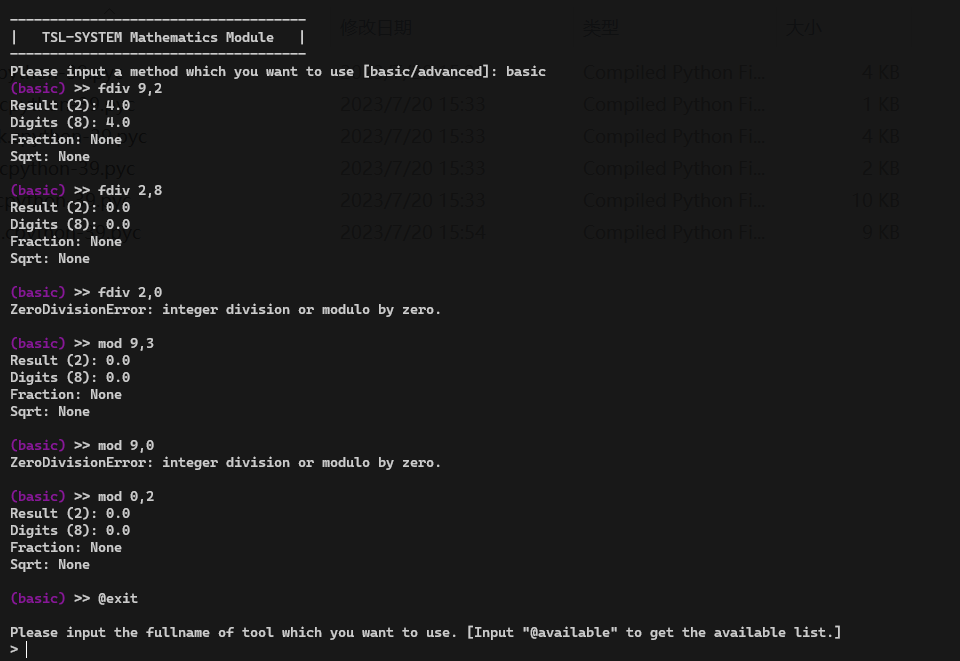 | TSL-SYSTEM Mathematics Module |
Please input a method which you want to use [basic/advanced]: basic
(basic) >> fdiv 9,2
Result (2): 4.0
Digits (8): 4.0
Fraction: None
Sqrt: None
(basic) >> fdiv 2,8
Result (2): 0.0
Digits (8): 0.0
Fraction: None
Sqrt: None
(basic) >> fdiv 2,0
ZeroDivisionError: integer division or modulo by zero.
(basic) >> mod 9,3
Result (2): 0.0
Digits (8): 0.0
Fraction: None
Sqrt: None
(basic) >> mod 9,0
ZeroDivisionError: integer division or modulo by zero.
(basic) >> mod 0,2
Result (2): 0.0
Digits (8): 0.0
Fraction: None
Sqrt: None
(basic) >> @exit
Please input the fullname of tool which you want to use. [Input "@available" to get the available list.]
>
修改日期 类型 大小
Compiled Python Fi... 4 KB
2023/7/20 15:33 Compiled Python Fi... 1 KB
2023/7/20 15:33 Compiled Python Fi... 4 KB
cpython-39.pyc 2023/7/20 15:33 Compiled Python Fi... 2 KB
2023/7/20 15:33 Compiled Python Fi... 10 KB
2023/7/20 15:54 Compiled Python Fi... 9 KB